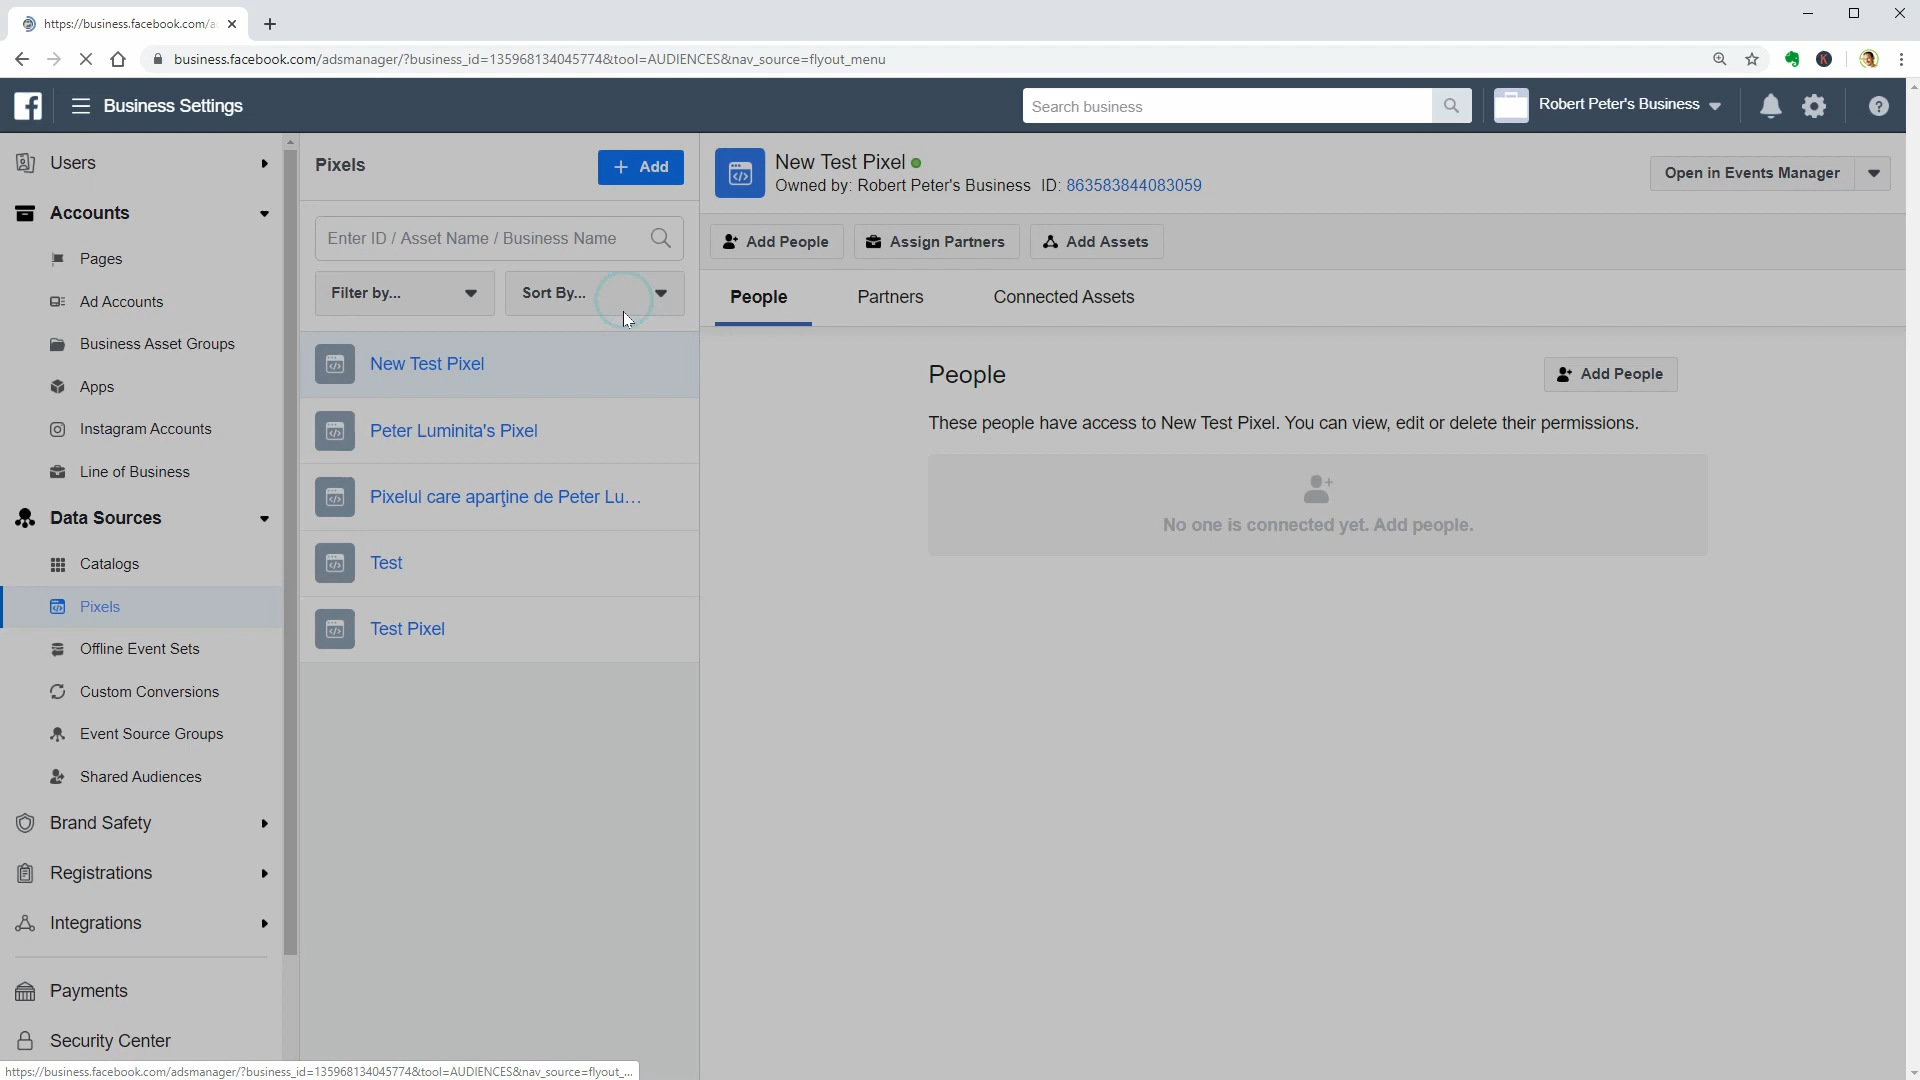 https://business.facebook.com/a
business.facebook.com/adsmanager/?business_id=135968134045774&tool=AUDIENCES&nav_source=flyout_menu
Business Settings
Search business
Robert Peter's Business
Users
Accounts
Pages
Ad Accounts
Business Asset Groups
Apps
Instagram Accounts
Line of Business
Data Sources
Catalogs
Pixels
Offline Event Sets
Custom Conversions
Event Source Groups
Shared Audiences
Brand Safety
Registrations
Integrations
Payments
Security Center
Pixels
+ Add
Enter ID / Asset Name / Business Name
Filter by...
Sort By...
New Test Pixel
Peter Luminita's Pixel
Pixelul care aparţine de Peter Lu...
Test
Test Pixel
New Test Pixel
Owned by: Robert Peter's Business ID: 863583844083059
Open in Events Manager
Add People
Assign Partners
Add Assets
People
Partners
Connected Assets
People
Add People
These people have access to New Test Pixel. You can view, edit or delete their permissions.
No one is connected yet. Add people.
https://business.facebook.com/adsmanager/?business_id=135968134045774&tool=AUDIENCES&nav_source=flyout_...